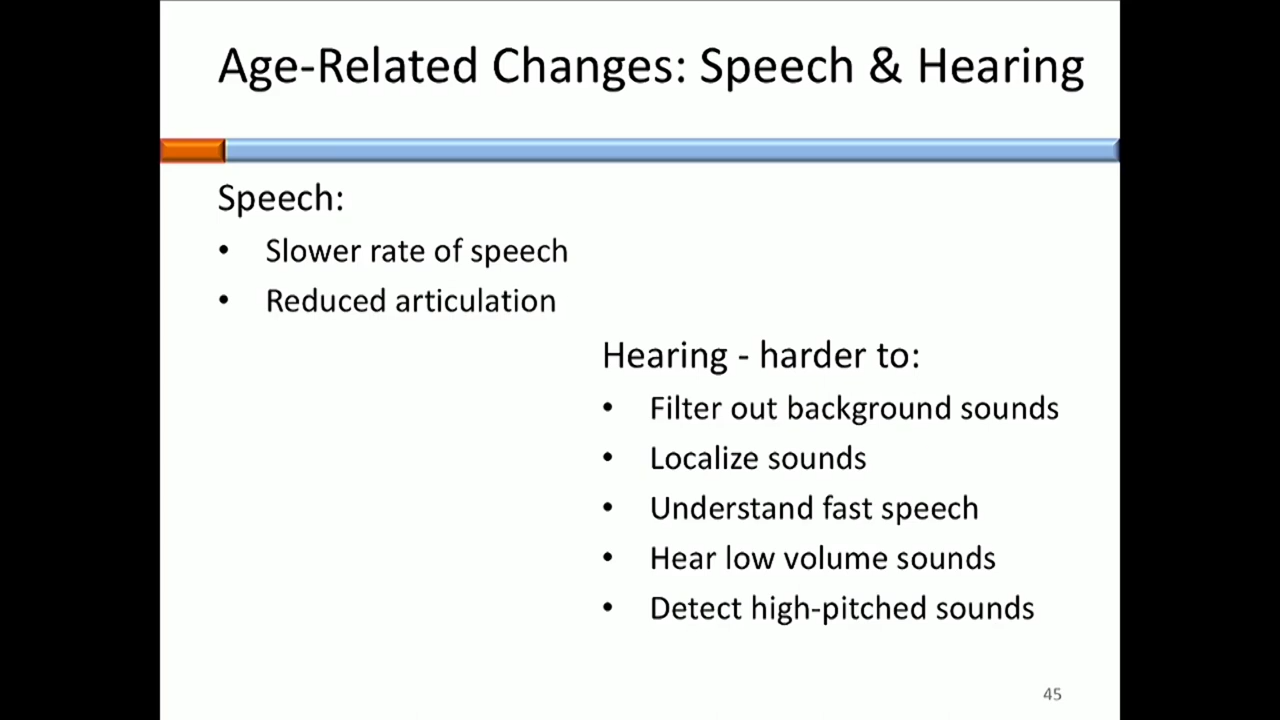 Age-Related Changes: Speech & Hearing
Speech:
• Slower rate of speech
• Reduced articulation
Hearing - harder to:
• Filter out background sounds
• Localize sounds
• Understand fast speech
• Hear low volume sounds
• Detect high-pitched sounds
45